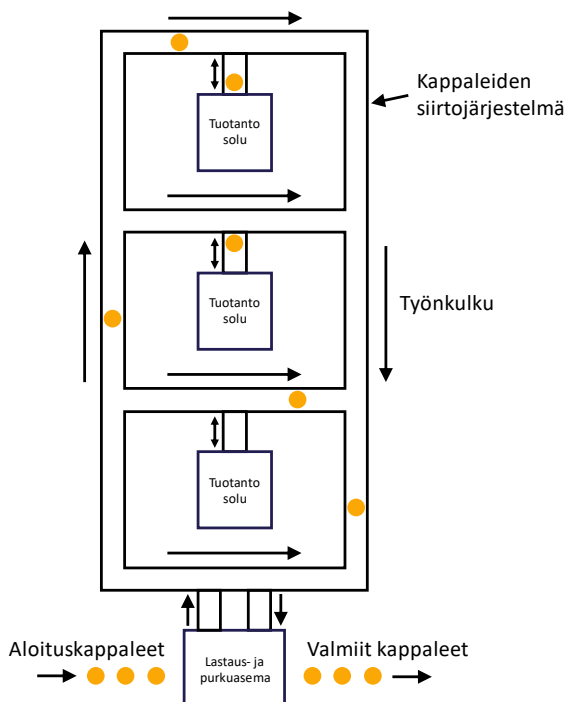 Kappaleiden
siirtojärjestelmä
Tuotanto
solu
Tuotanto
solu
Työnkulku
Tuotanto
solu
Aloituskappaleet
Valmiit kappaleet
Lastaus- ja
purkuasema